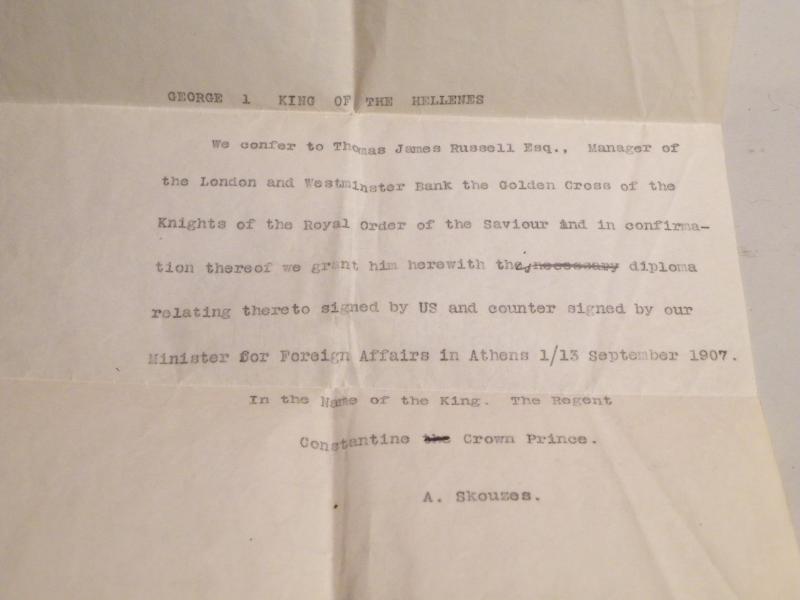 GEORGE 1 KING OF THE HELLENES
We confer to Thomas James Russell Esq., Manager of
the London and Westminster Bank the Golden Cross of the
Knights of the Royal Order of the Saviour and in confirma-
tion thereof we grant him herewith the necessary diploma
relating thereto signed by US and counter signed by our
Minister for Foreign Affairs in Athens 1/13 September 1907.
In the Name of the King. The Regent
Constantine the Crown Prince.
A. Skouzes.